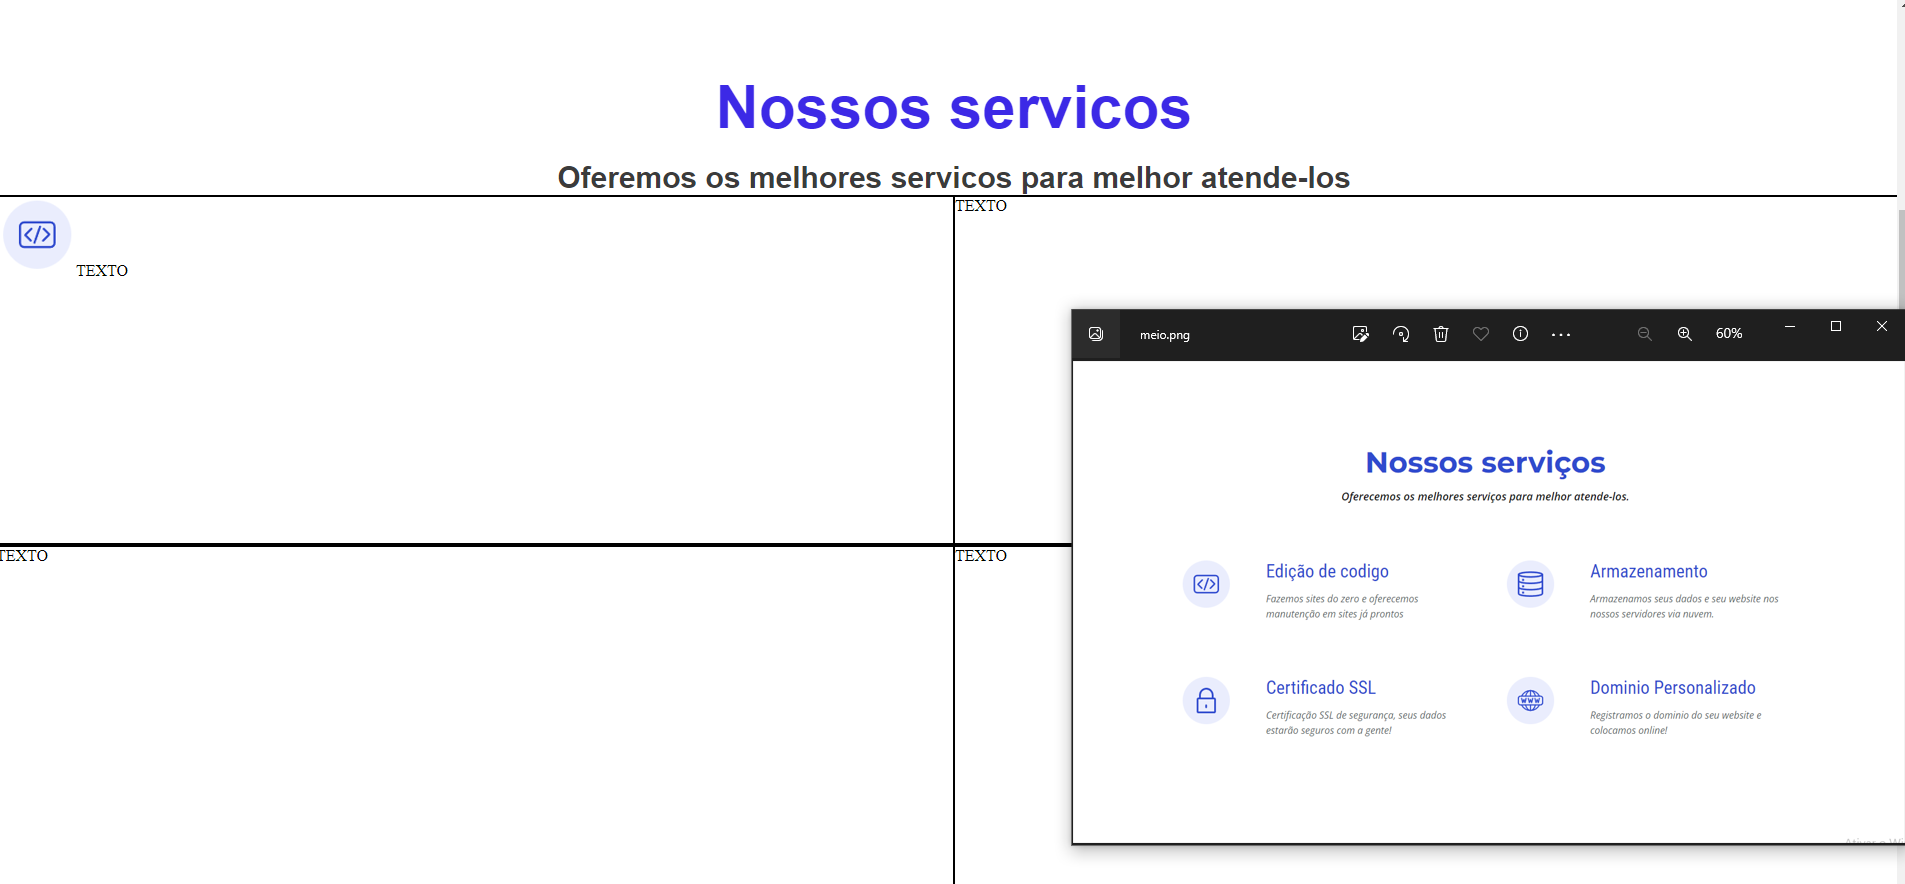 Nossos servicos
Oferemos os melhores servicos para melhor atende-los
</>
TEXTO
TEXTO
TEXTO
TEXTO
meio.png
60%
Nossos serviços
Oferecemos os melhores serviços para melhor atende-los.
</>
Edição de codigo
Fazemos sites do zero e oferecemos
manutenção em sites já prontos
Armazenamento
Armazenamos seus dados e seu website nos
nossos servidores via nuvem.
Certificado SSL
Certificação SSL de segurança, seus dados
estarão seguros com a gente!
WWW
Dominio Personalizado
Registramos o dominio do seu website e
colocamos online!